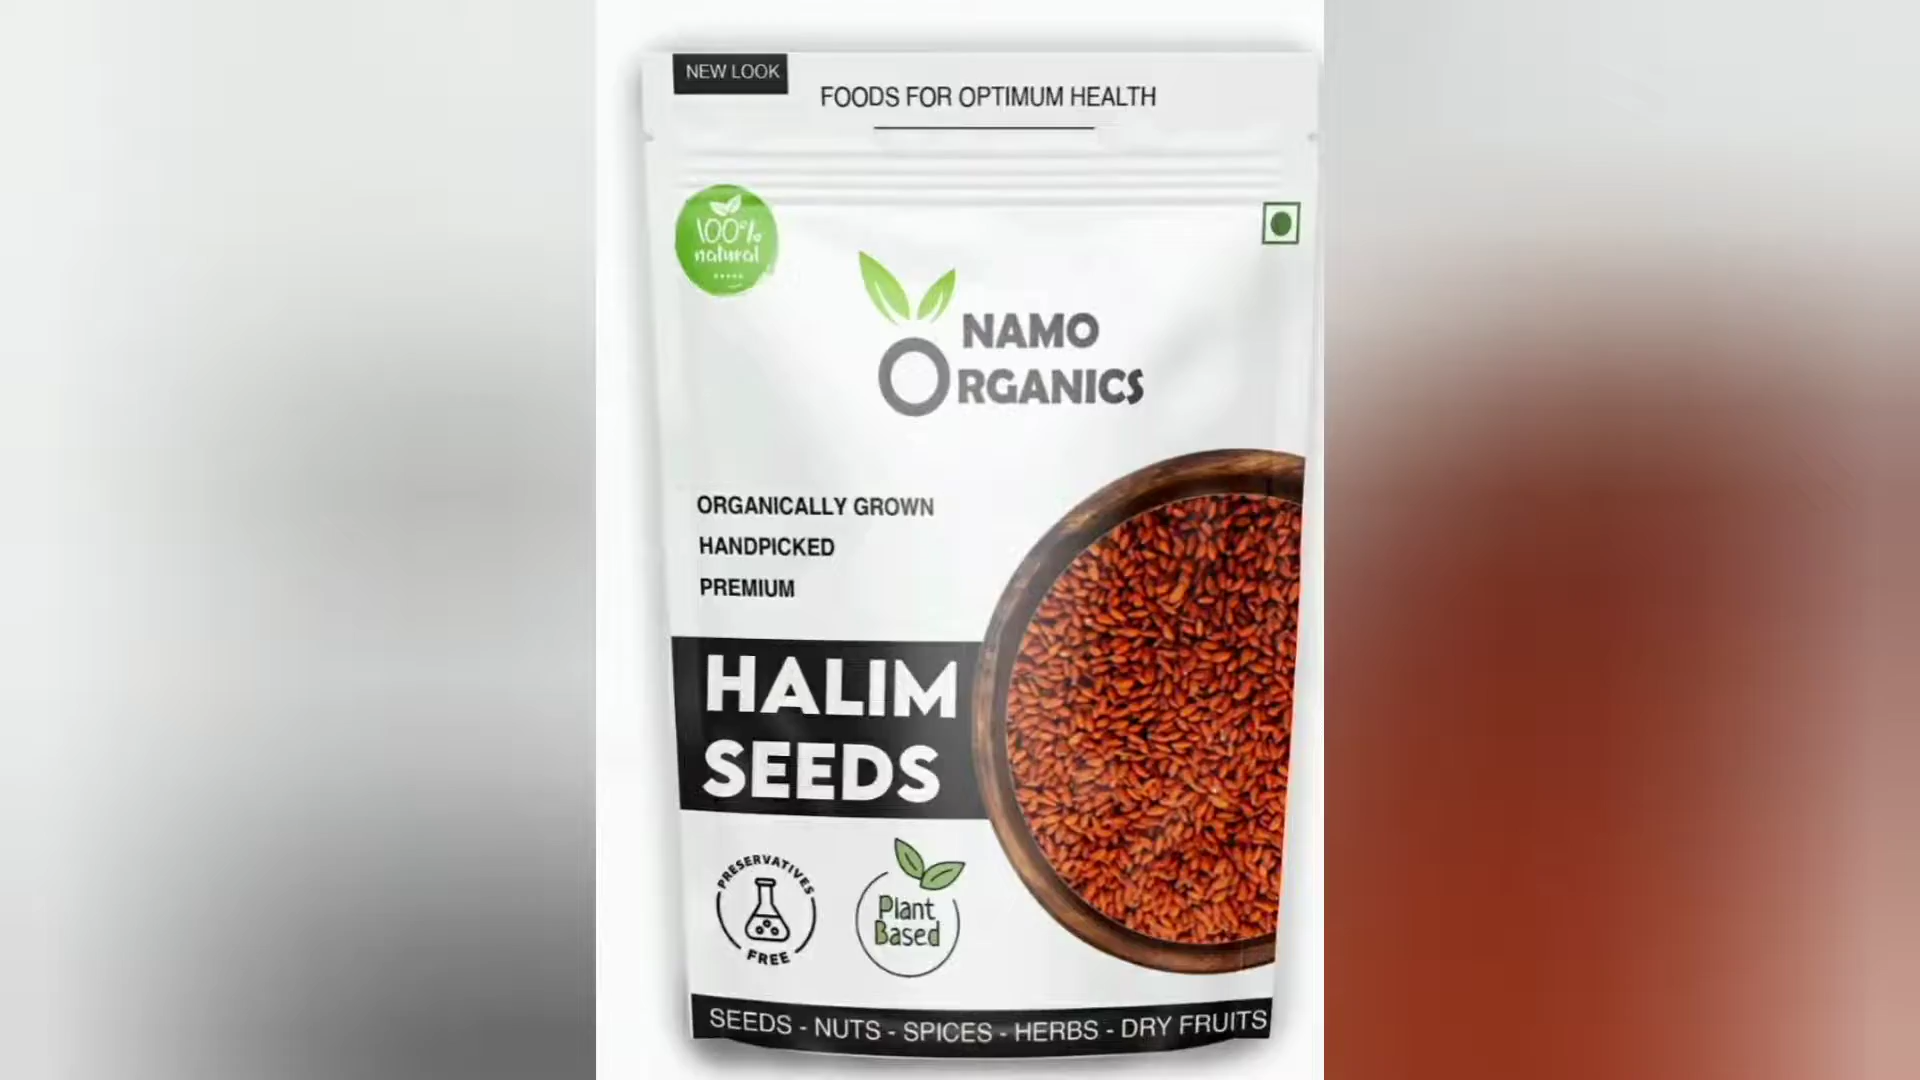 NEW LOOK
FOODS FOR OPTIMUM HEALTH
100%
natural
NAMO
ORGANICS
ORGANICALLY GROWN
HANDPICKED
PREMIUM
HALIM
SEEDS
PRESERVATIVES
FREE
Plant
Based
SEEDS - NUTS - SPICES - HERBS - DRY FRUITS